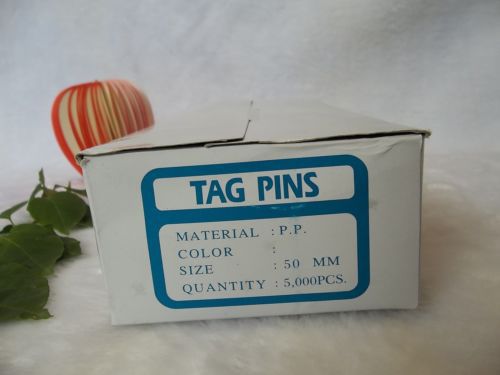 TAG PINS
MATERIAL : P.P.
COLOR :
SIZE : 50 MM
QUANTITY : 5,000PCS.